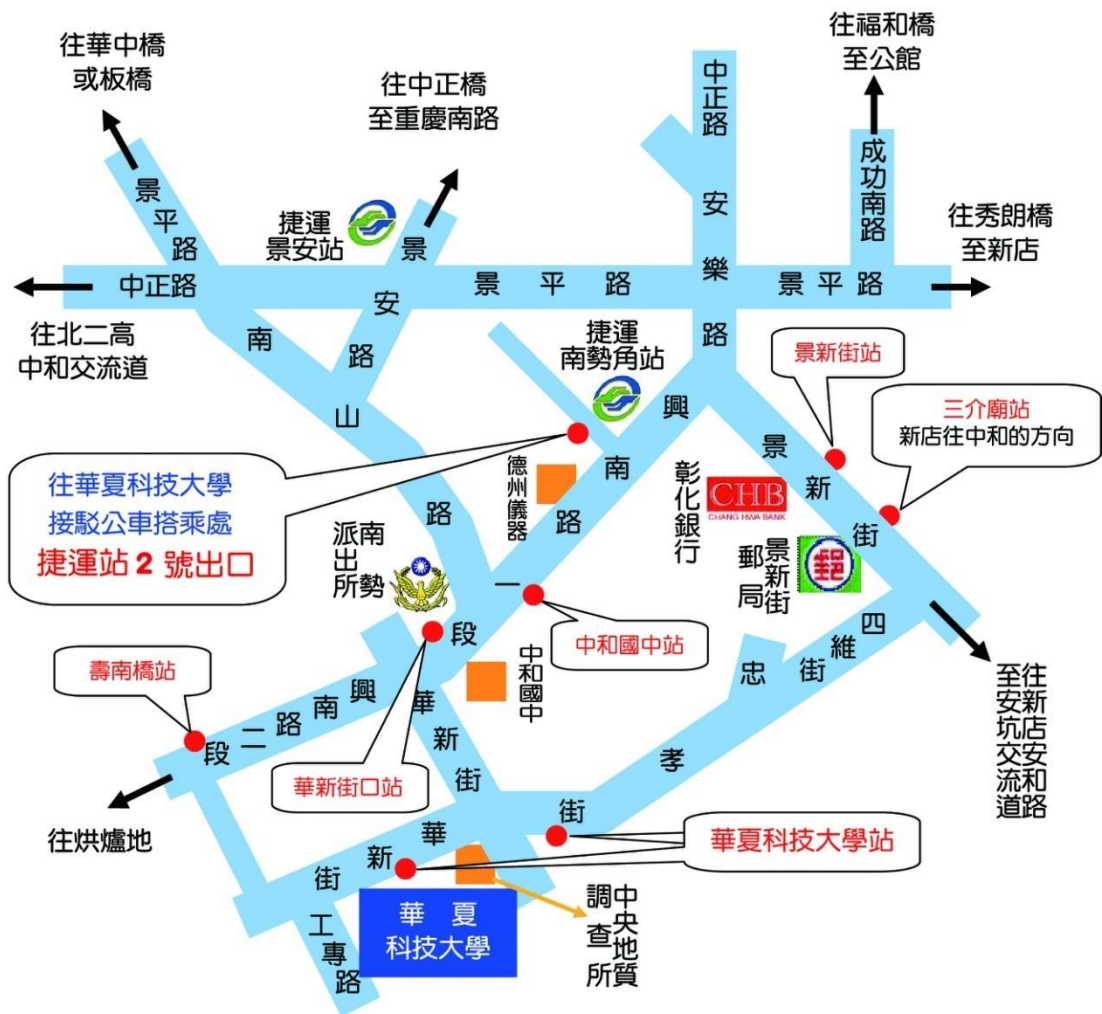 往華中橋
或板橋
往中正橋
至重慶南路
往福和橋
至公館
中正路
景平路
捷運
景安站
安樂路
成功南路
往秀朗橋
至新店
中正路
景平路
景平路
景安路
往北二高
中和交流道
南山路
捷運
南勢角站
景新街站
三介廟站
新店往中和的方向
往華夏科技大學
接駁公車搭乘處
捷運站 2 號出口
德州儀器
興南路一段
彰化銀行
CHB
CHANG HWA BANK
景新街
景新街
郵局
郵
南勢
派出所
中和國中站
四維街
忠孝街
壽南橋站
中和國中
興南路二段
華新街
華新街口站
往新店安和路
至安坑交流道
往烘爐地
華新街
華夏科技大學站
工專路
華夏
科技大學
中央地質
調查所